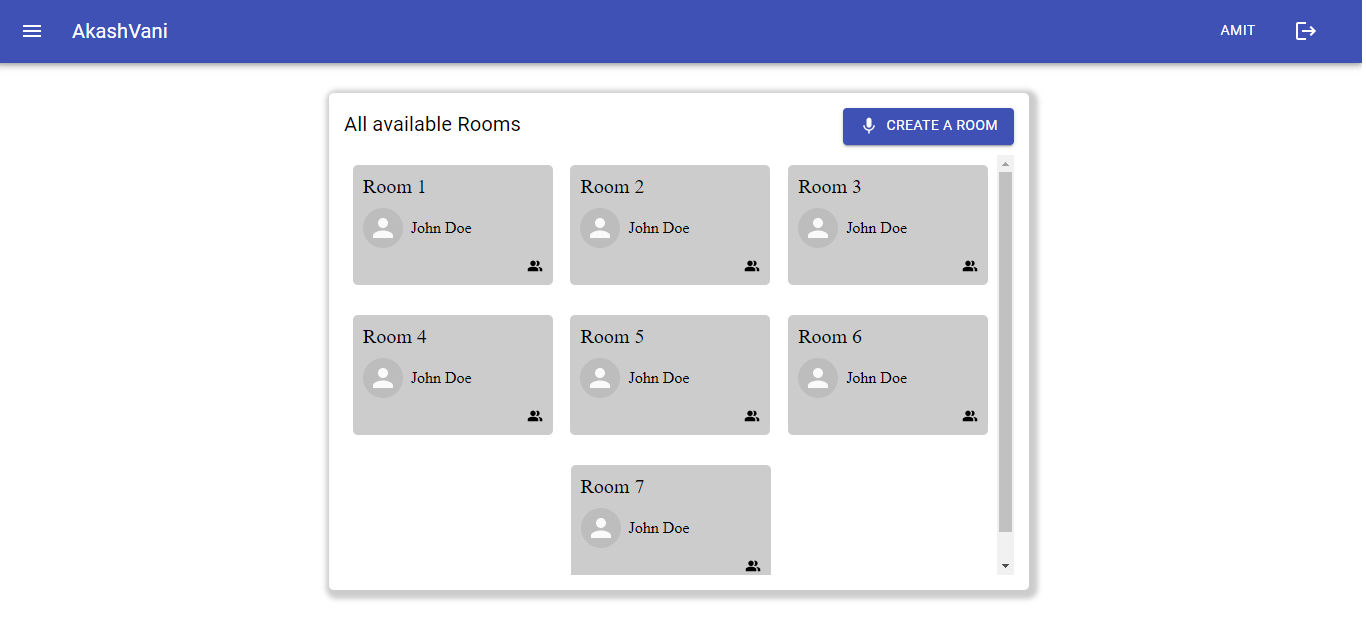 AkashVani
AMIT
All available Rooms
CREATE A ROOM
Room 1
John Doe
Room 2
John Doe
Room 3
John Doe
Room 4
John Doe
Room 5
John Doe
Room 6
John Doe
Room 7
John Doe